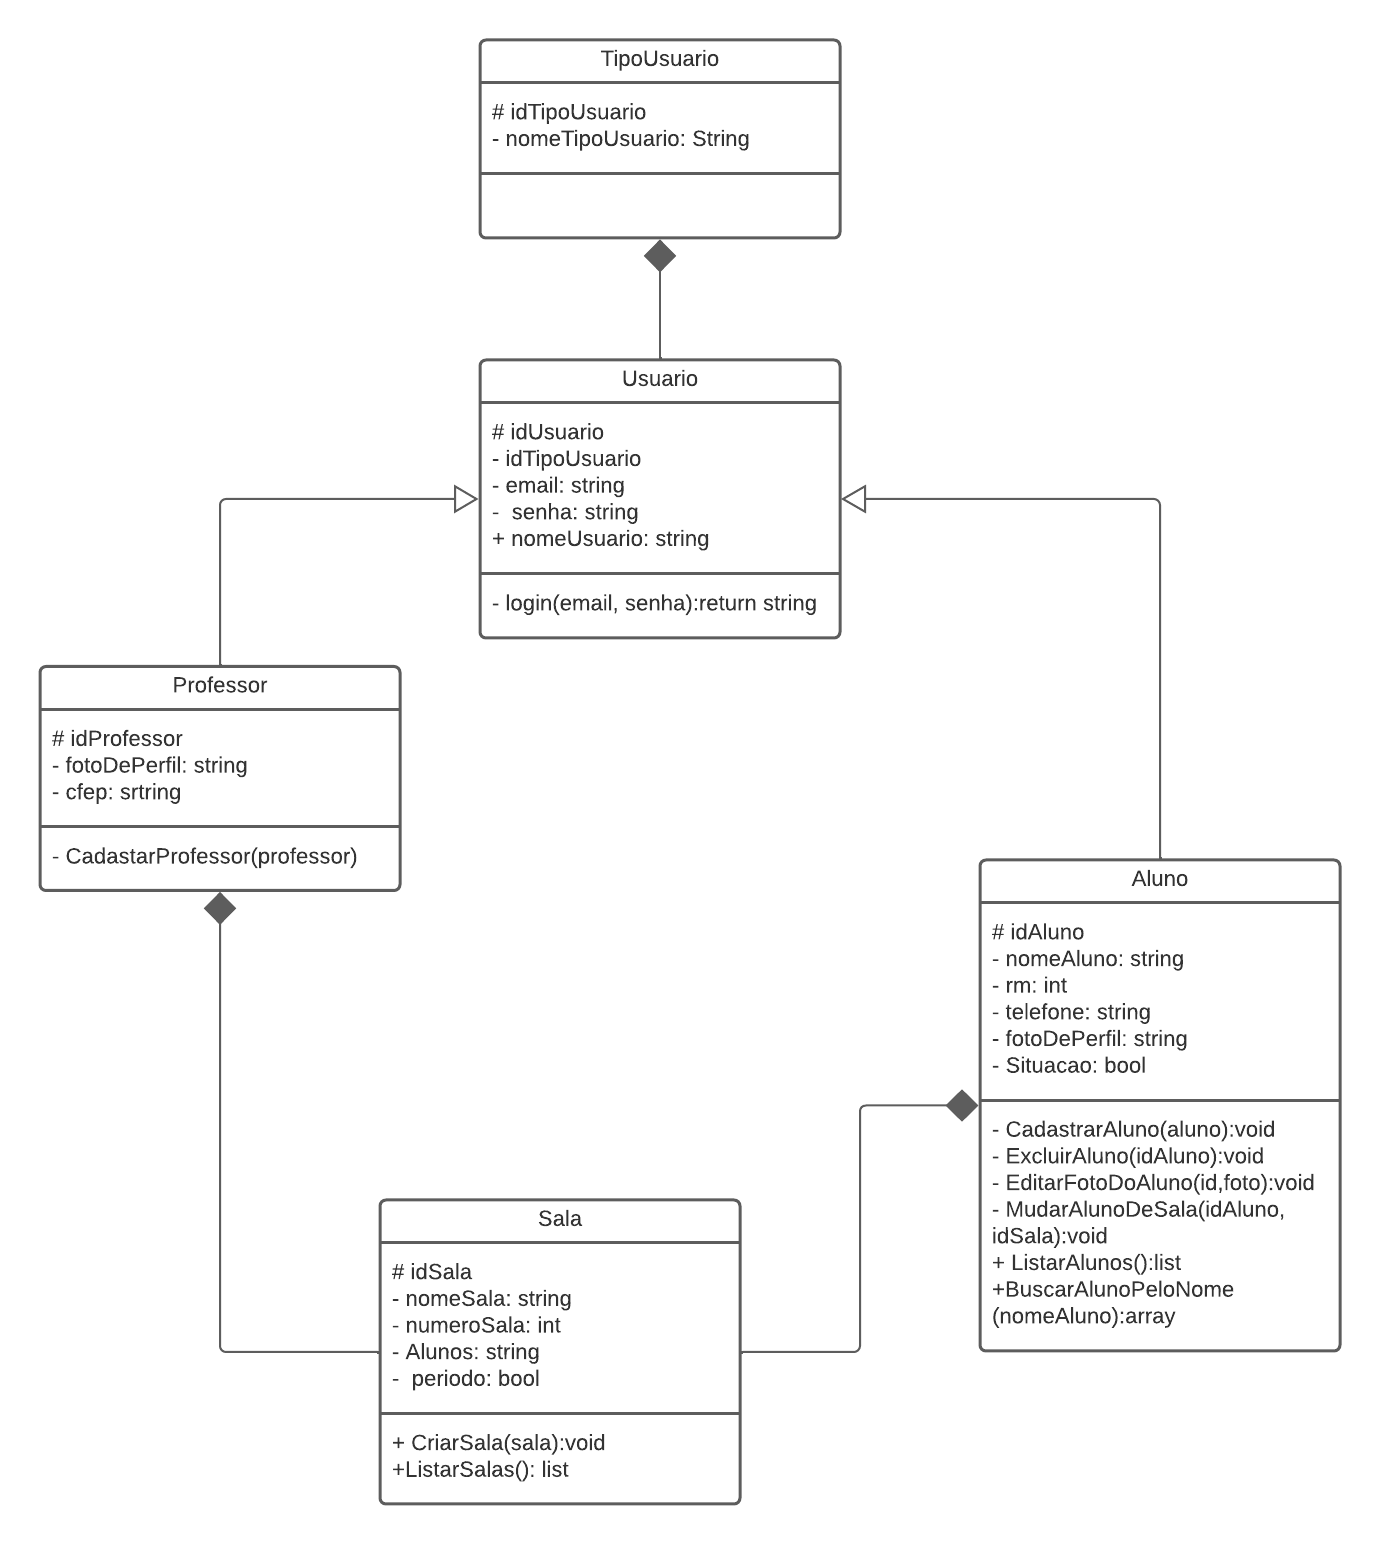 TipoUsuario
# idTipoUsuario
- nomeTipoUsuario: String
Usuario
# idUsuario
- idTipoUsuario
- email: string
-  senha: string
+ nomeUsuario: string
- login(email, senha):return string
Professor
# idProfessor
- fotoDePerfil: string
- cfep: srtring
- CadastarProfessor(professor)
Aluno
# idAluno
- nomeAluno: string
- rm: int
- telefone: string
- fotoDePerfil: string
- Situacao: bool
- CadastrarAluno(aluno):void
- ExcluirAluno(idAluno):void
- EditarFotoDoAluno(id,foto):void
- MudarAlunoDeSala(idAluno,
idSala):void
+ ListarAlunos():list
+BuscarAlunoPeloNome
(nomeAluno):array
Sala
# idSala
- nomeSala: string
- numeroSala: int
- Alunos: string
-  periodo: bool
+ CriarSala(sala):void
+ListarSalas(): list